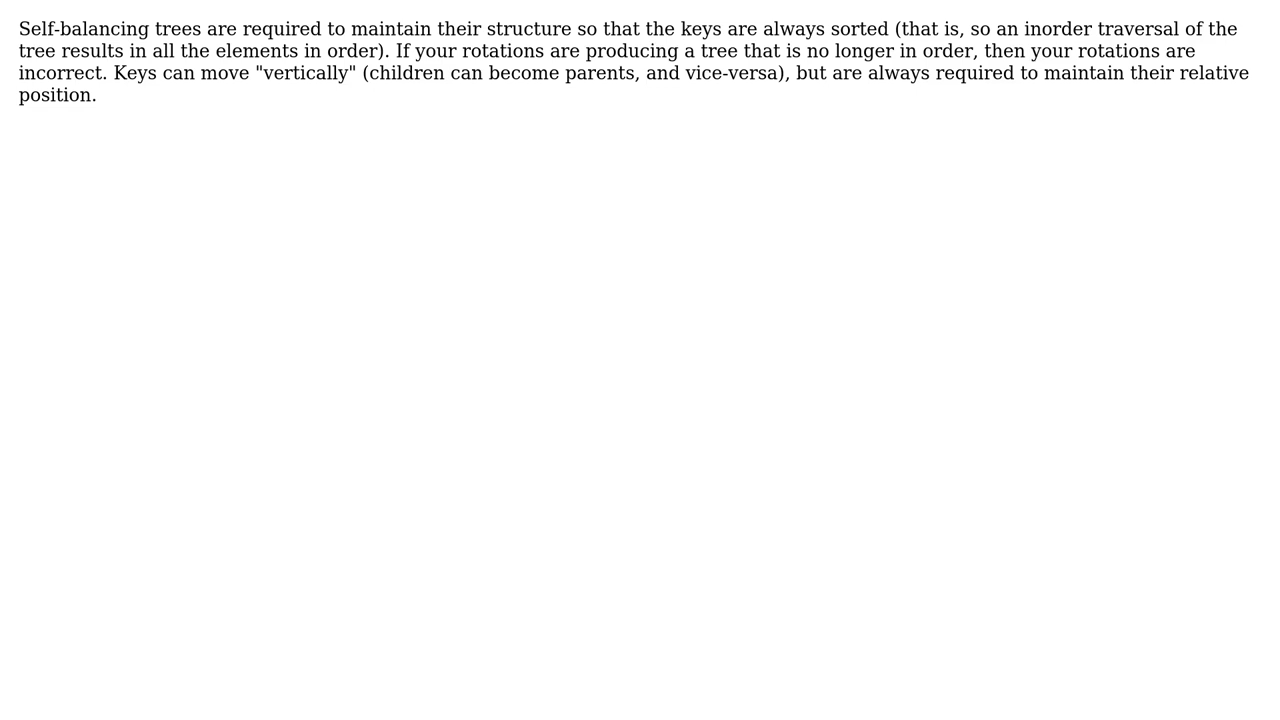 Self-balancing trees are required to maintain their structure so that the keys are always sorted (that is, so an inorder traversal of the
tree results in all the elements in order). If your rotations are producing a tree that is no longer in order, then your rotations are
incorrect. Keys can move "vertically" (children can become parents, and vice-versa), but are always required to maintain their relative
position.